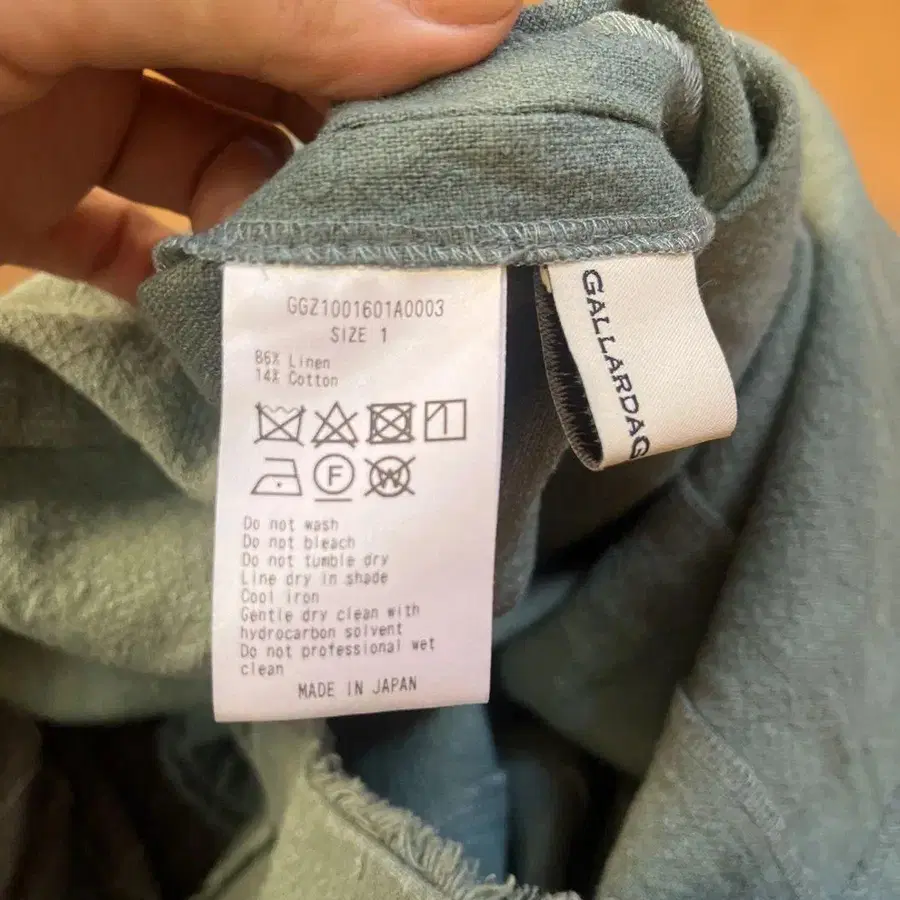 GGZ1001601A0003
SIZE 1
86% Linen
14% Cotton
F
W
Do not wash
Do not bleach
Do not tumble dry
Line dry in shade
Cool iron
Gentle dry clean with
hydrocarbon solvent
Do not professional wet
clean
MADE IN JAPAN
GALLARDAG